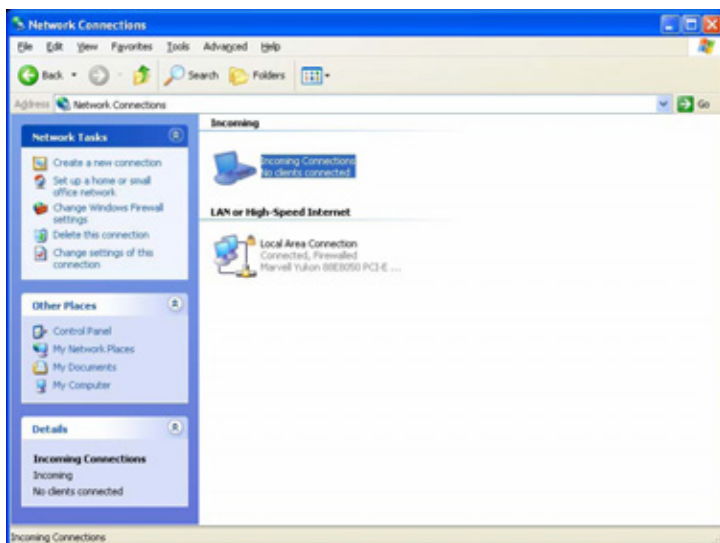 Network Connections
File Edit View Favorites Tools Advanced Help
Back Search Folders
Address Network Connections Go
Network Tasks
Create a new connection
Set up a home or small
office network
Change Windows Firewall
settings
Delete this connection
Change settings of this
connection
Other Places
Control Panel
My Network Places
My Documents
My Computer
Details
Incoming Connections
Incoming
No clients connected
Incoming
Incoming Connections
No clients connected
LAN or High-Speed Internet
Local Area Connection
Connected, Firewalled
Marvell Yukon 88E8050 PCI-E ...
Incoming Connections